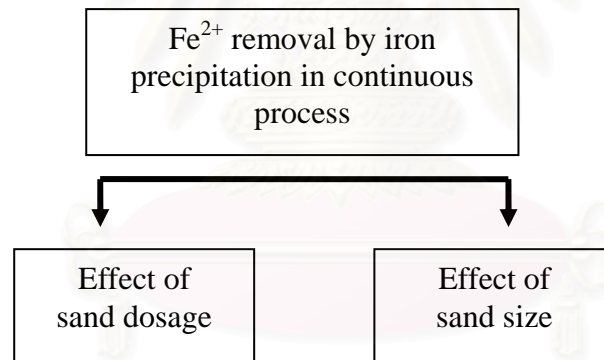 Fe²⁺ removal by iron
precipitation in continuous
process
Effect of
sand dosage
Effect of
sand size